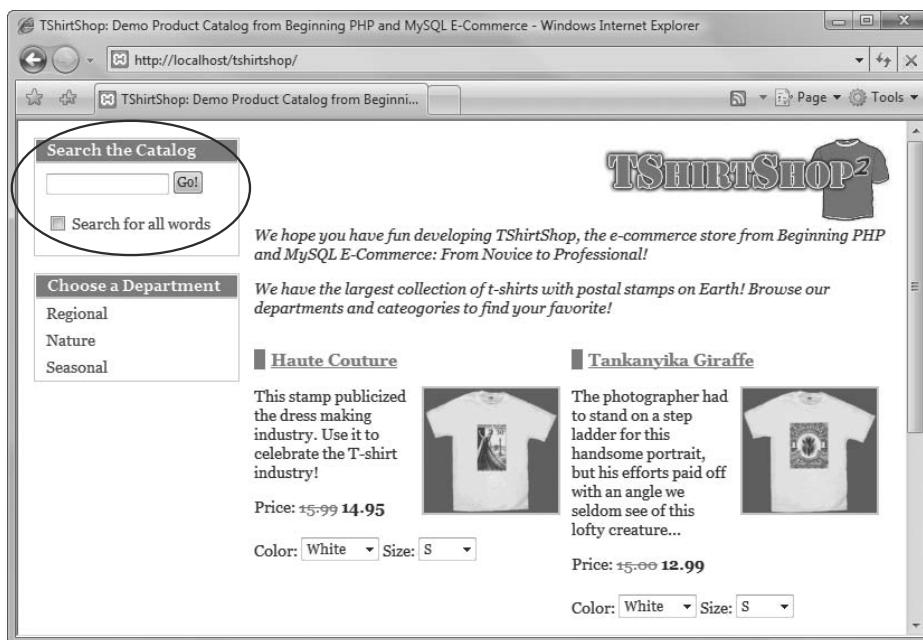 TShirtShop: Demo Product Catalog from Beginning PHP and MySQL E-Commerce - Windows Internet Explorer
http://localhost/tshirtshop/
TShirtShop: Demo Product Catalog from Beginni...
Page
Tools
Search the Catalog
Go!
Search for all words
Choose a Department
Regional
Nature
Seasonal
TShirtShop2
We hope you have fun developing TShirtShop, the e-commerce store from Beginning PHP
and MySQL E-Commerce: From Novice to Professional!
We have the largest collection of t-shirts with postal stamps on Earth! Browse our
departments and cateogories to find your favorite!
Haute Couture
This stamp publicized
the dress making
industry. Use it to
celebrate the T-shirt
industry!
Price: 15.99 14.95
Color: White Size: S
Tankanyika Giraffe
The photographer had
to stand on a step
ladder for this
handsome portrait,
but his efforts paid off
with an angle we
seldom see of this
lofty creature...
Price: 15.00 12.99
Color: White Size: S